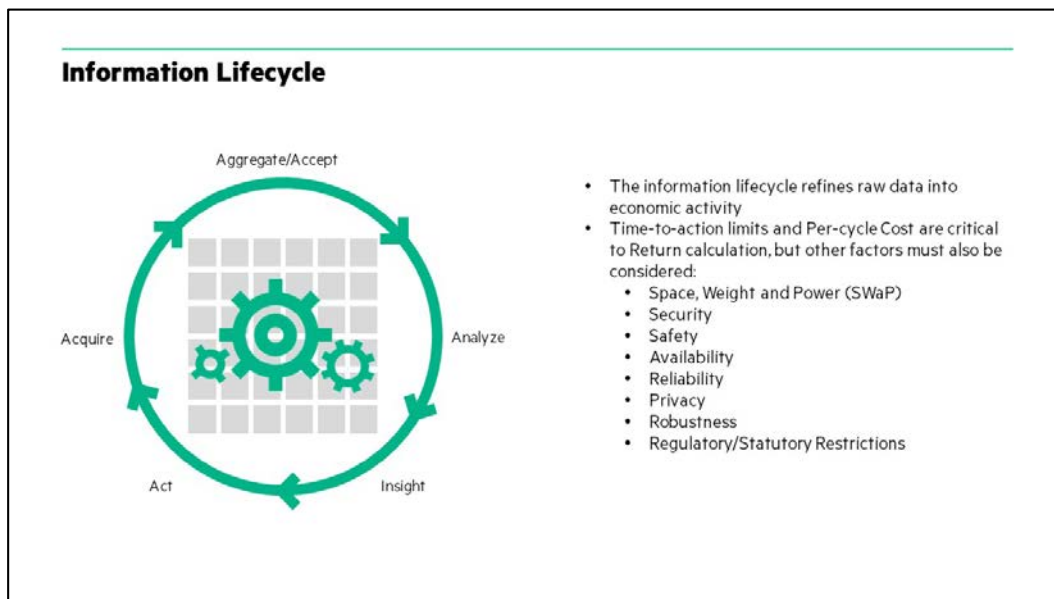 Information Lifecycle
Aggregate/Accept
Acquire
Analyze
Act
Insight
• The information lifecycle refines raw data into
economic activity
• Time-to-action limits and Per-cycle Cost are critical
to Return calculation, but other factors must also be
considered:
• Space, Weight and Power (SWaP)
• Security
• Safety
• Availability
• Reliability
• Privacy
• Robustness
• Regulatory/Statutory Restrictions